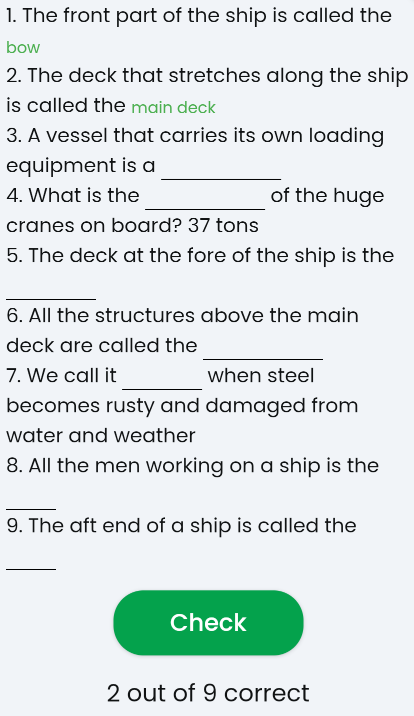 1. The front part of the ship is called the
bow
2. The deck that stretches along the ship
is called the main deck
3. A vessel that carries its own loading
equipment is a ____________
4. What is the ____________ of the huge
cranes on board? 37 tons
5. The deck at the fore of the ship is the
_________
6. All the structures above the main
deck are called the ____________
7. We call it ________ when steel
becomes rusty and damaged from
water and weather
8. All the men working on a ship is the
_____
9. The aft end of a ship is called the
_____
Check
2 out of 9 correct